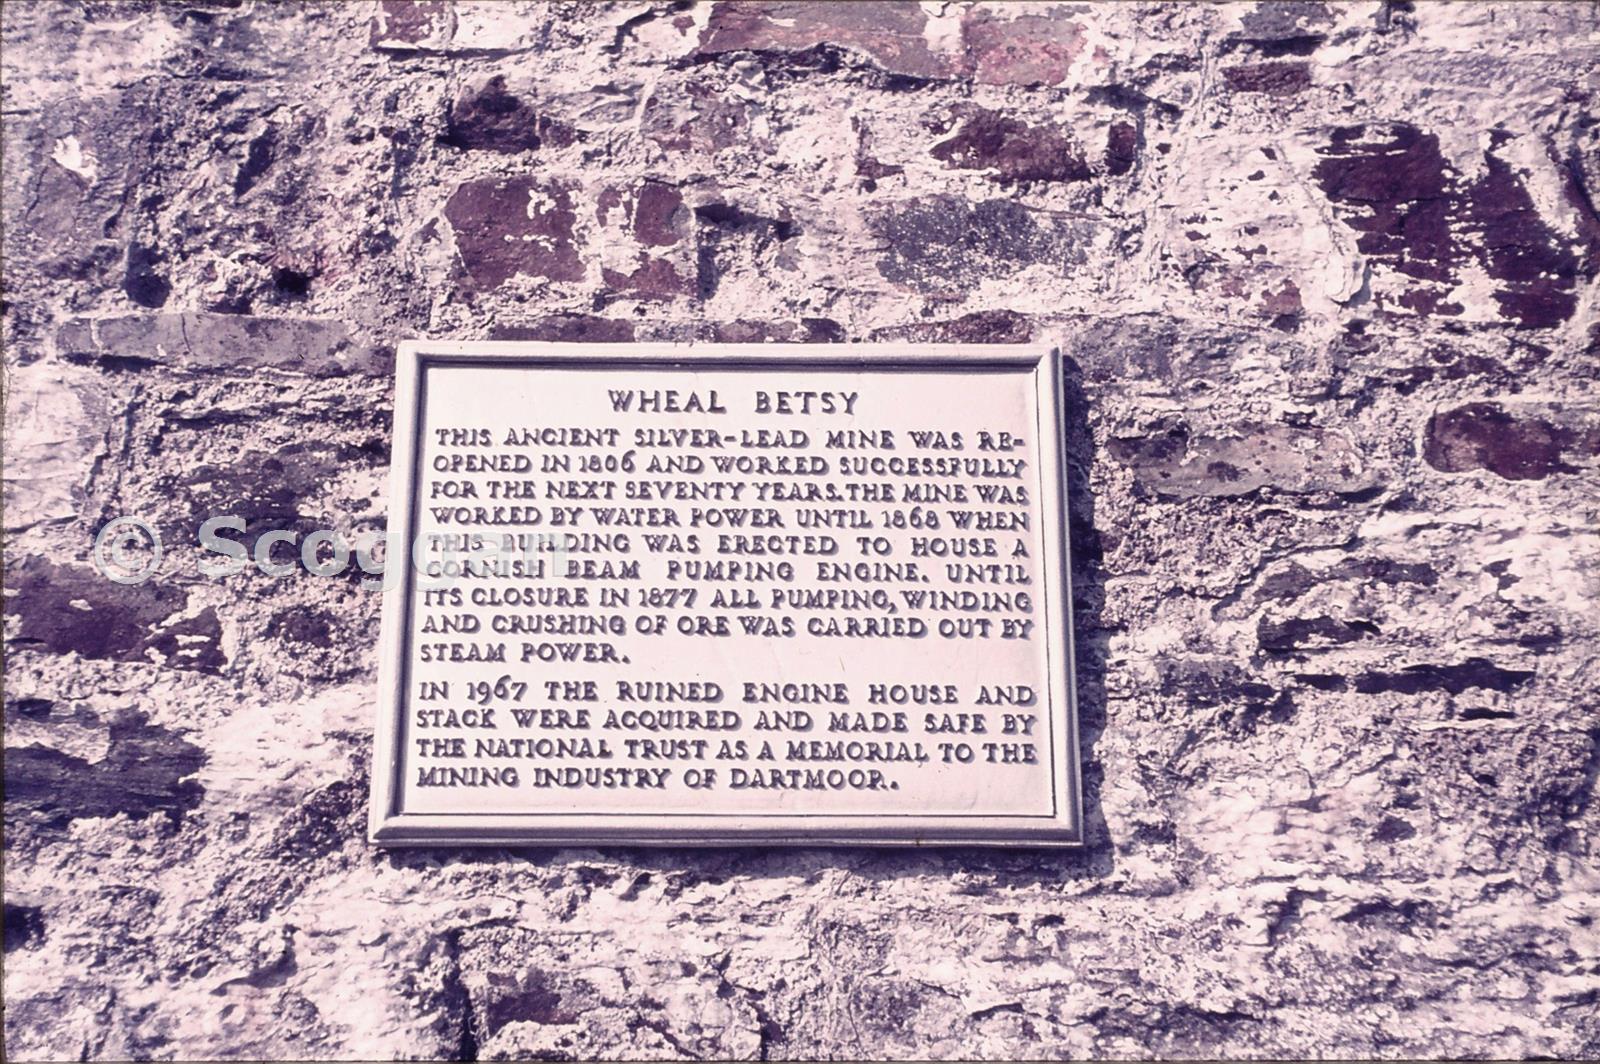 WHEAL BETSY
THIS ANCIENT SILVER-LEAD MINE WAS RE-
OPENED IN 1806 AND WORKED SUCCESSFULLY
FOR THE NEXT SEVENTY YEARS. THE MINE WAS
WORKED BY WATER POWER UNTIL 1868 WHEN
THIS BUILDING WAS ERECTED TO HOUSE A
CORNISH BEAM PUMPING ENGINE. UNTIL
ITS CLOSURE IN 1877 ALL PUMPING, WINDING
AND CRUSHING OF ORE WAS CARRIED OUT BY
STEAM POWER.
IN 1967 THE RUINED ENGINE HOUSE AND
STACK WERE ACQUIRED AND MADE SAFE BY
THE NATIONAL TRUST AS A MEMORIAL TO THE
MINING INDUSTRY OF DARTMOOR.
© Scoggan